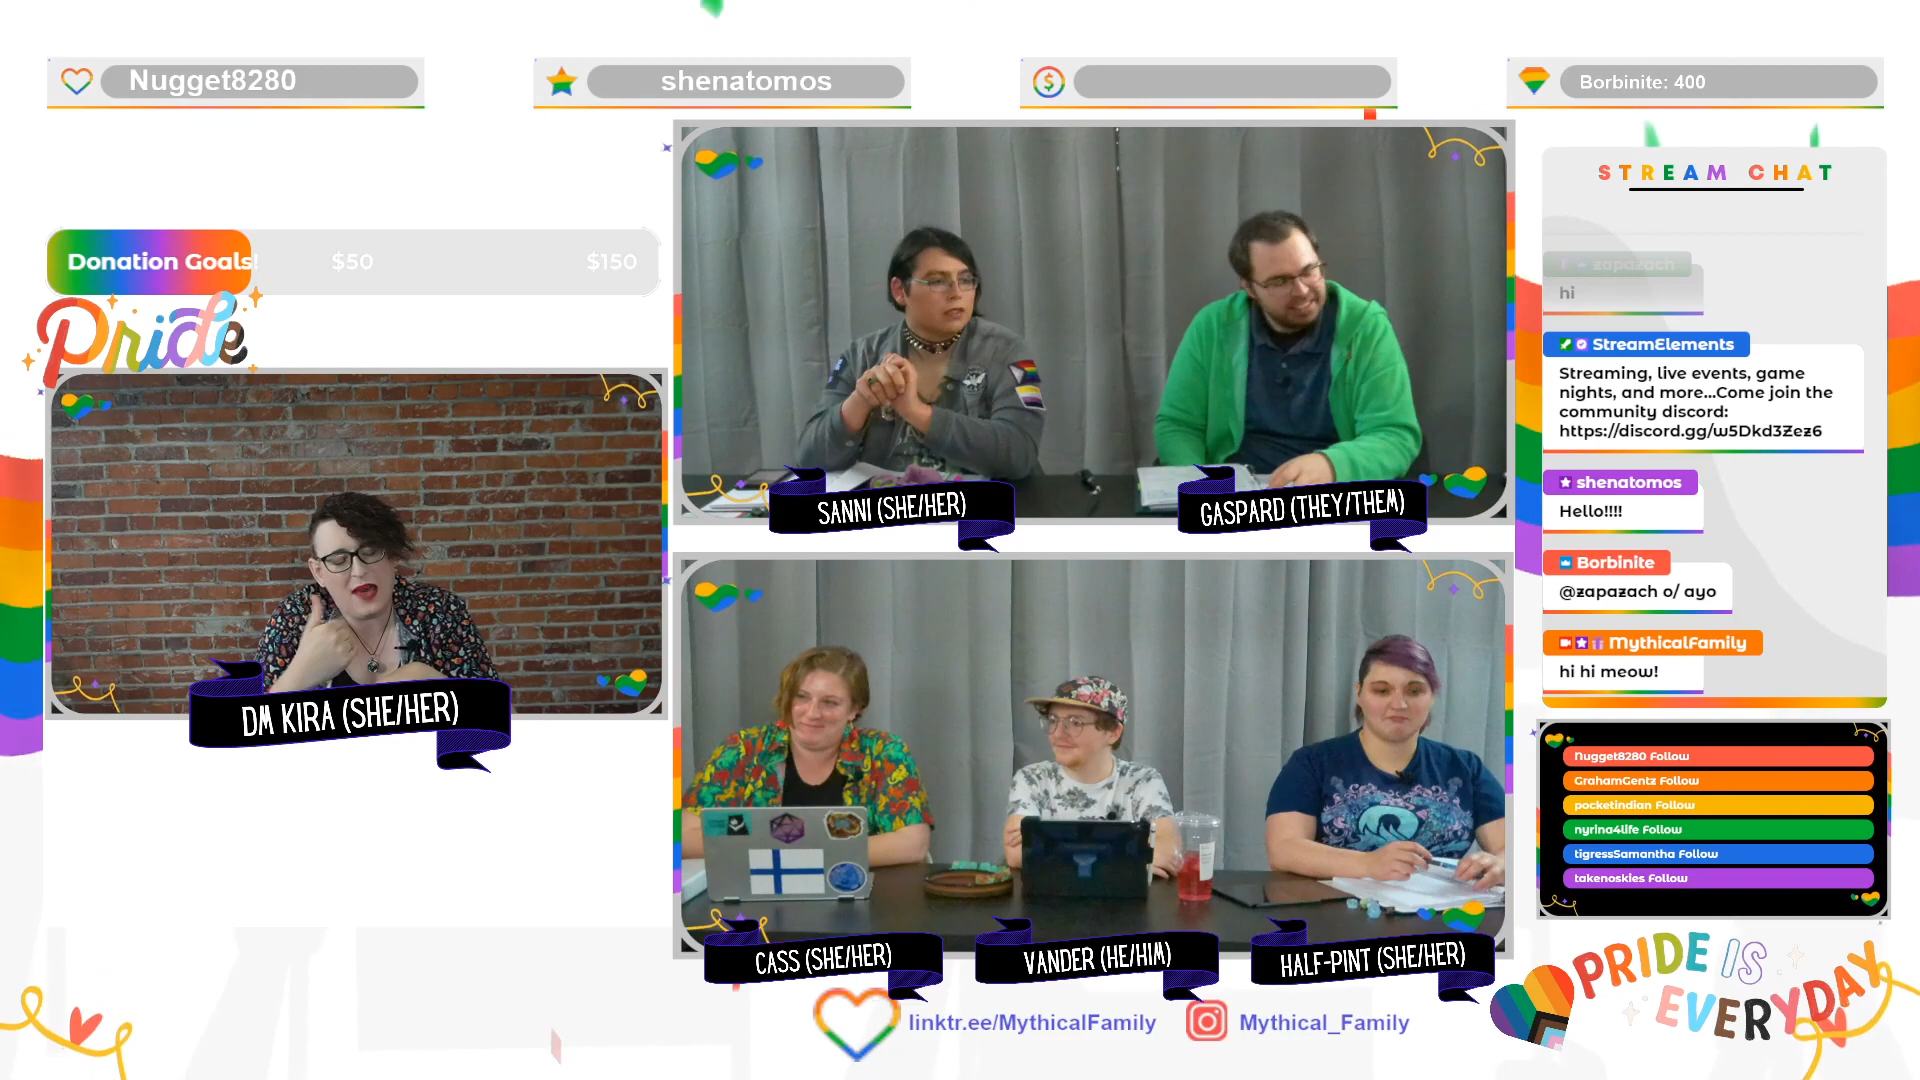 Nugget8280
shenatomos
Borbinite: 400
Donation Goals!
$50
$150
Pride
DM KIRA (SHE/HER)
SANNI (SHE/HER)
GASPARD (THEY/THEM)
CASS (SHE/HER)
VANDER (HE/HIM)
HALF-PINT (SHE/HER)
linktr.ee/MythicalFamily
Mythical_Family
STREAM CHAT
zapazach
hi
StreamElements
Streaming, live events, game
nights, and more...Come join the
community discord:
https://discord.gg/w5Dkd3Zez6
shenatomos
Hello!!!!
Borbinite
@zapazach o/ ayo
MythicalFamily
hi hi meow!
Nugget8280 Follow
GrahamGentz Follow
pocketindian Follow
nyrina4life Follow
tigressSamantha Follow
takenoskies Follow
PRIDE IS
EVERYDAY